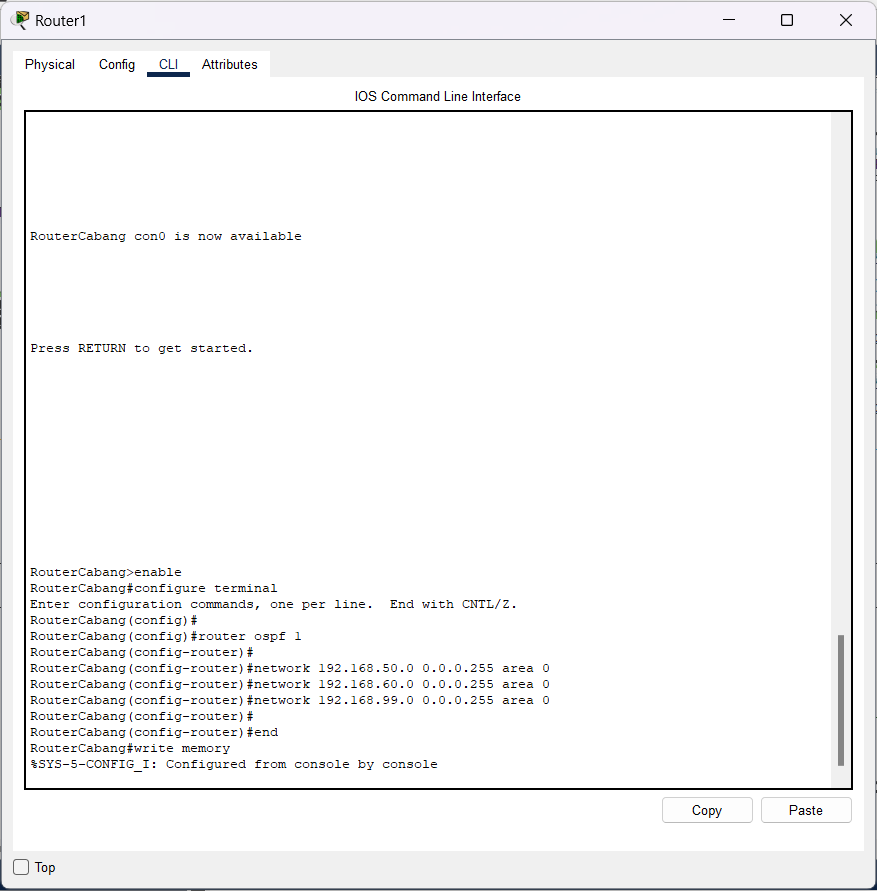 Router1
Physical Config CLI Attributes
IOS Command Line Interface
RouterCabang con0 is now available
Press RETURN to get started.
RouterCabang>enable
RouterCabang#configure terminal
Enter configuration commands, one per line.  End with CNTL/Z.
RouterCabang(config)#
RouterCabang(config)#router ospf 1
RouterCabang(config-router)#
RouterCabang(config-router)#network 192.168.50.0 0.0.0.255 area 0
RouterCabang(config-router)#network 192.168.60.0 0.0.0.255 area 0
RouterCabang(config-router)#network 192.168.99.0 0.0.0.255 area 0
RouterCabang(config-router)#
RouterCabang(config-router)#end
RouterCabang#write memory
%SYS-5-CONFIG_I: Configured from console by console
Copy Paste
Top